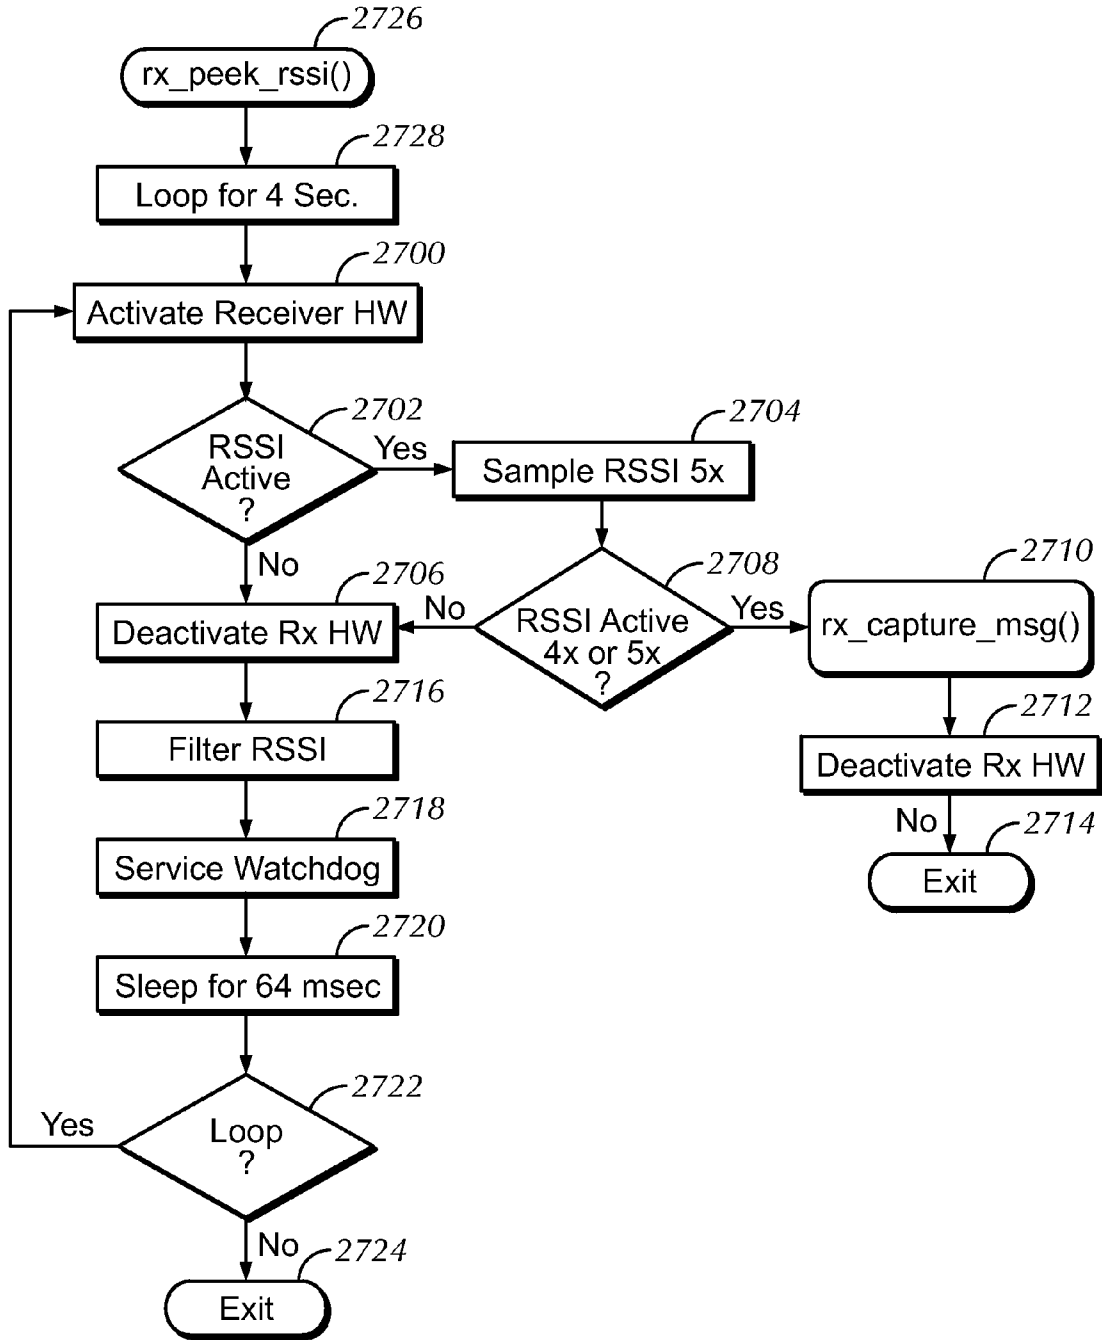 2726
rx_peek_rssi()
2728
Loop for 4 Sec.
2700
Activate Receiver HW
2702
RSSI
Active
?
Yes
2704
Sample RSSI 5x
No
2706
Deactivate Rx HW
No
2708
RSSI Active
4x or 5x
?
Yes
2710
rx_capture_msg()
2716
Filter RSSI
2712
Deactivate Rx HW
No
2714
Exit
2718
Service Watchdog
2720
Sleep for 64 msec
2722
Loop
?
Yes
No
2724
Exit